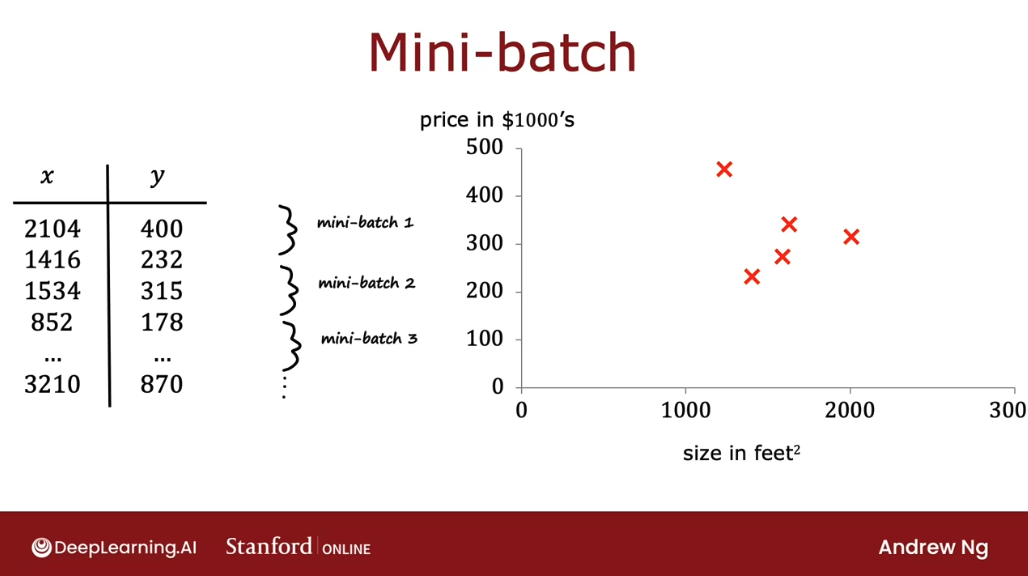 Mini-batch
x y
2104 400
1416 232
1534 315
852 178
... ...
3210 870
mini-batch 1
mini-batch 2
mini-batch 3
price in $1000's
500
400
300
200
100
0
0 1000 2000 300
size in feet²
DeepLearning.AI Stanford ONLINE Andrew Ng